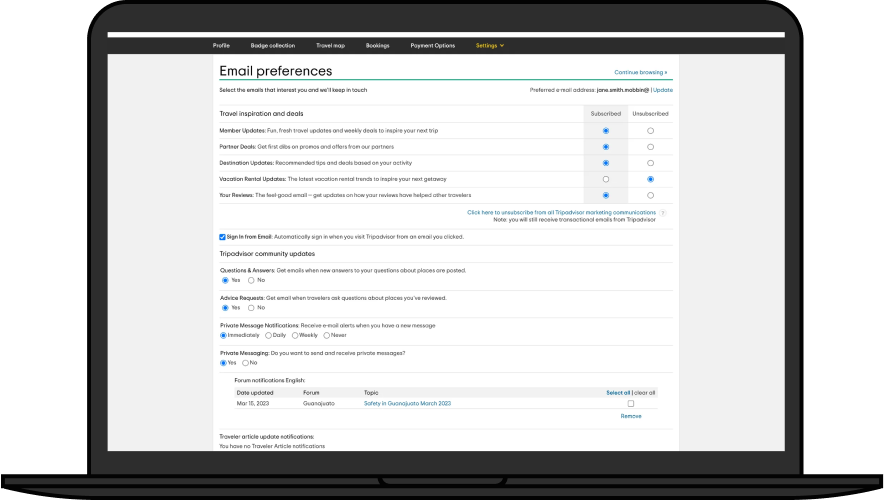 Profile Badge collection Travel map Bookings Payment Options Settings
Email preferences
Continue browsing »
Select the emails that interest you and we'll keep in touch
Preferred e-mail address: jane.smith.mobbin@ | Update
Travel inspiration and deals Subscribed Unsubscribed
Member Updates: Fun, fresh travel updates and weekly deals to inspire your next trip
Partner Deals: Get first dibs on promos and offers from our partners
Destination Updates: Recommended tips and deals based on your activity
Vacation Rental Updates: The latest vacation rental trends to inspire your next getaway
Your Reviews: The feel-good email — get updates on how your reviews have helped other travelers
Click here to unsubscribe from all Tripadvisor marketing communications ?
Note: you will still receive transactional emails from Tripadvisor
Sign In from Email: Automatically sign in when you visit Tripadvisor from an email you clicked.
Tripadvisor community updates
Questions & Answers: Get emails when new answers to your questions about places are posted.
Yes No
Advice Requests: Get email when travelers ask questions about places you've reviewed.
Yes No
Private Message Notifications: Receive e-mail alerts when you have a new message
Immediately Daily Weekly Never
Private Messaging: Do you want to send and receive private messages?
Yes No
Forum notifications English:
Date updated Forum Topic Select all | clear all
Mar 15, 2023 Guanajuato Safety in Guanajuato March 2023
Remove
Traveler article update notifications:
You have no Traveler Article notifications